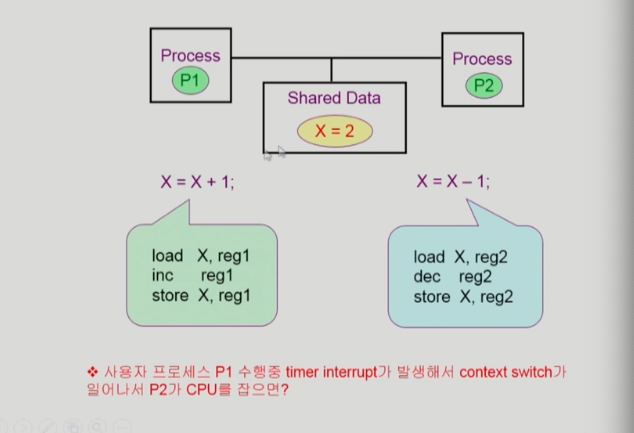 Process
P1
Process
P2
Shared Data
X = 2
X = X + 1;
X = X – 1;
load X, reg1
inc reg1
store X, reg1
load X, reg2
dec reg2
store X, reg2
❖ 사용자 프로세스 P1 수행중 timer interrupt가 발생해서 context switch가
일어나서 P2가 CPU를 잡으면?